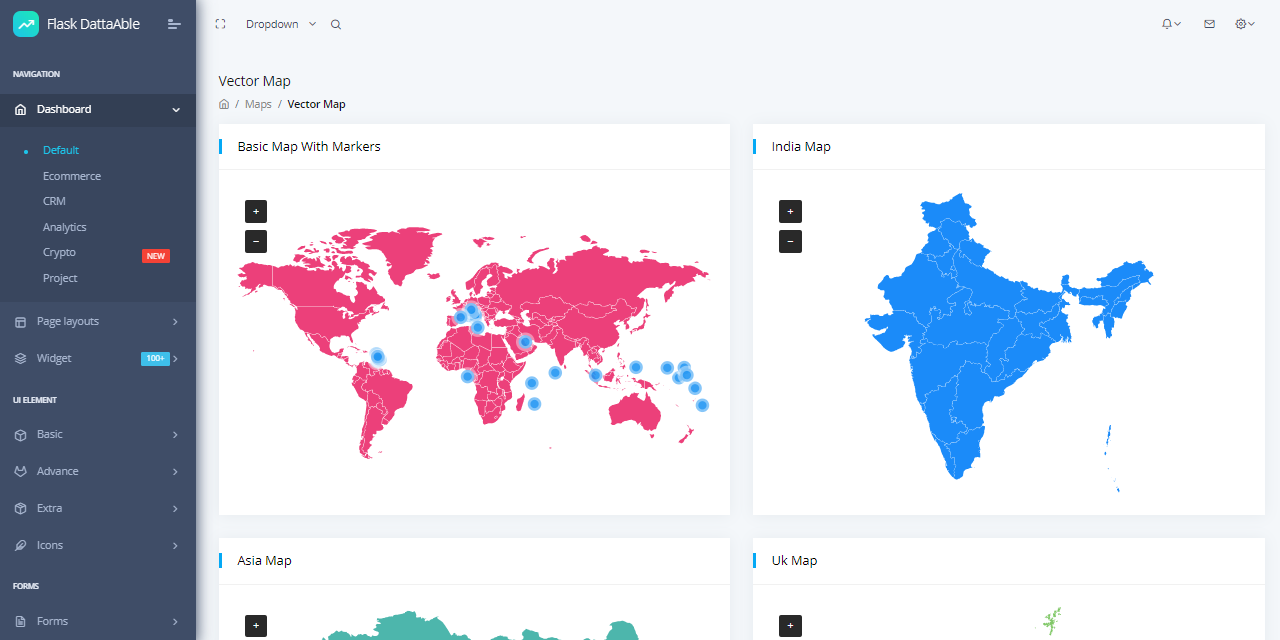 Flask DattaAble
Dropdown
NAVIGATION
Dashboard
Default
Ecommerce
CRM
Analytics
Crypto NEW
Project
Page layouts
Widget 100+
UI ELEMENT
Basic
Advance
Extra
Icons
FORMS
Forms
Vector Map
/ Maps / Vector Map
Basic Map With Markers
+
−
India Map
+
−
Asia Map
+
Uk Map
+